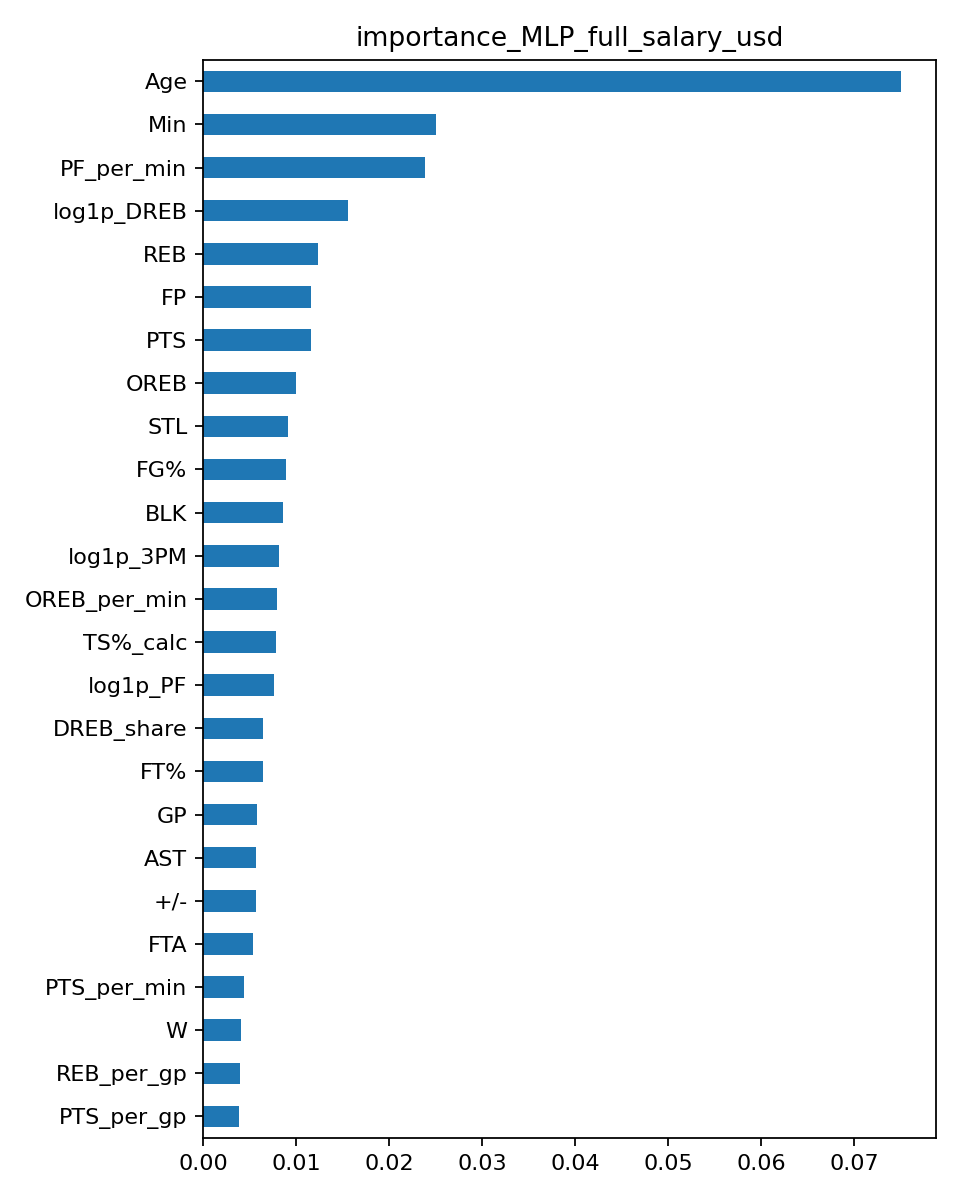 importance_MLP_full_salary_usd
Age
Min
PF_per_min
log1p_DREB
REB
FP
PTS
OREB
STL
FG%
BLK
log1p_3PM
OREB_per_min
TS%_calc
log1p_PF
DREB_share
FT%
GP
AST
+/-
FTA
PTS_per_min
W
REB_per_gp
PTS_per_gp
0.00 0.01 0.02 0.03 0.04 0.05 0.06 0.07